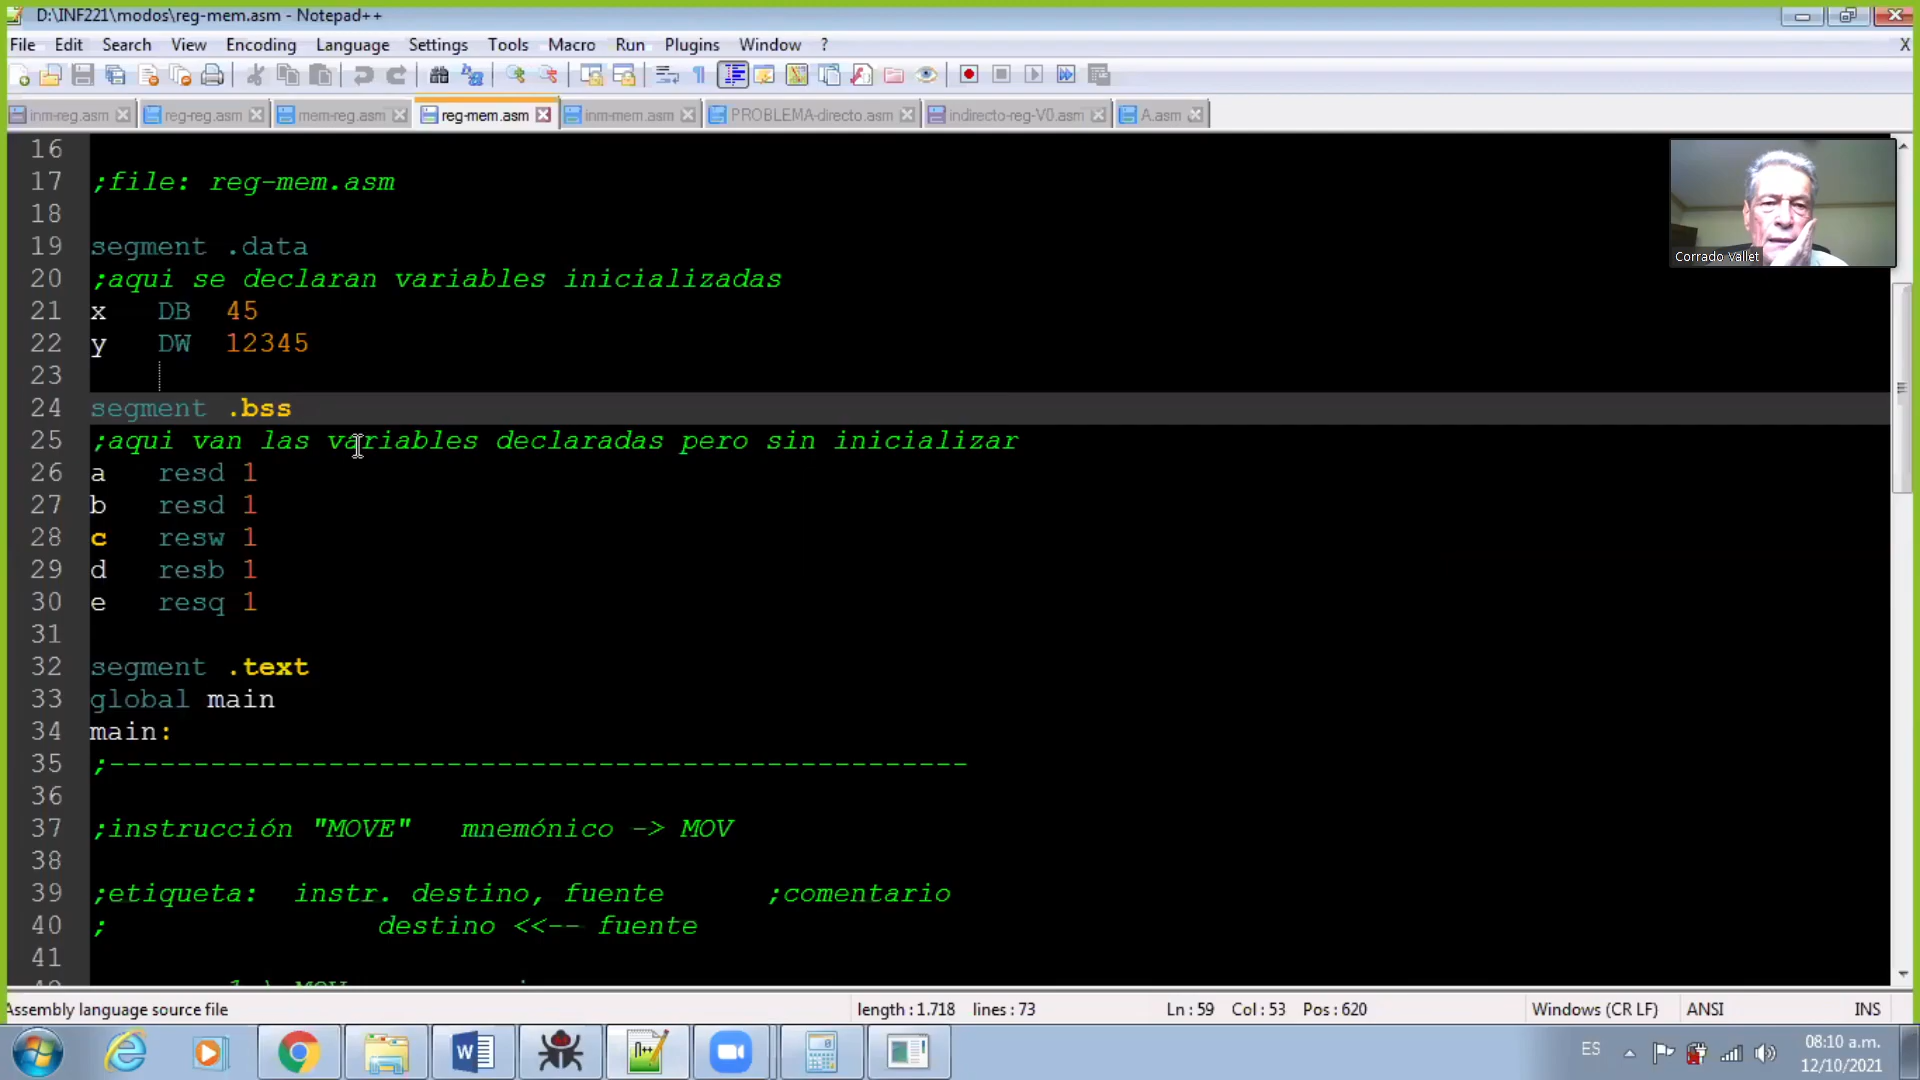 D:\INF221\modos\reg-mem.asm - Notepad++
File Edit Search View Encoding Language Settings Tools Macro Run Plugins Window ? X
inm-reg.asm reg-reg.asm mem-reg.asm reg-mem.asm inm-mem.asm PROBLEMA-directo.asm indirecto-reg-V0.asm A.asm
16
17 ;file: reg-mem.asm
18
19 segment .data
20 ;aqui se declaran variables inicializadas
21 x DB 45
22 y DW 12345
23
24 segment .bss
25 ;aqui van las variables declaradas pero sin inicializar
26 a resd 1
27 b resd 1
28 c resw 1
29 d resb 1
30 e resq 1
31
32 segment .text
33 global main
34 main:
35 ;---------------------------------------------------
36
37 ;instrucción "MOVE" mnemónico -> MOV
38
39 ;etiqueta: instr. destino, fuente ;comentario
40 ; destino <<-- fuente
41
Corrado Vallet
Assembly language source file length : 1.718 lines : 73 Ln : 59 Col : 53 Pos : 620 Windows (CR LF) ANSI INS
ES
08:10 a.m.
12/10/2021